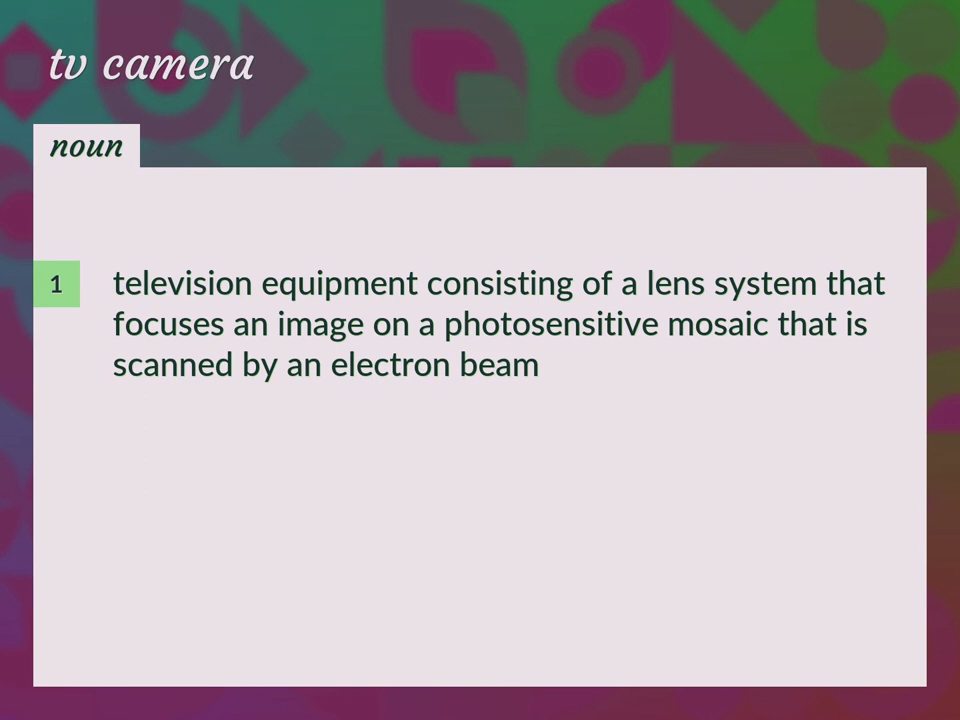 tv camera
noun
1
television equipment consisting of a lens system that
focuses an image on a photosensitive mosaic that is
scanned by an electron beam